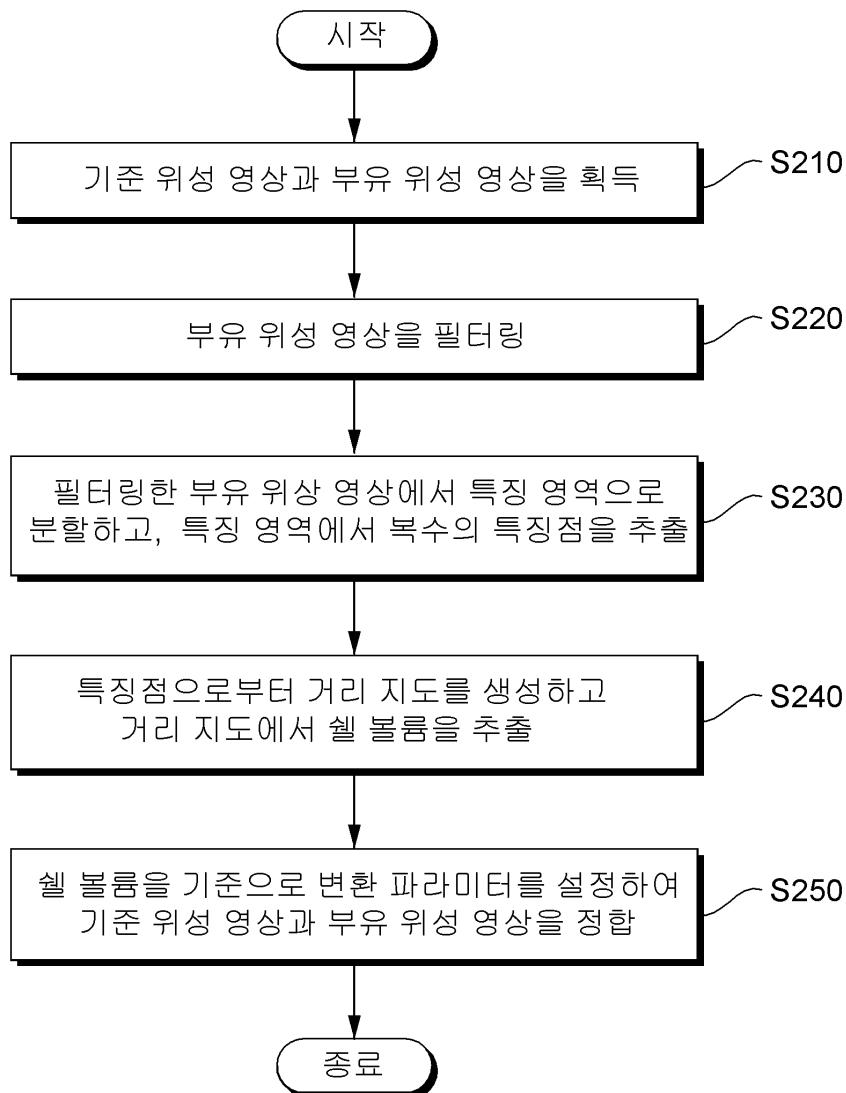 시작
기준 위성 영상과 부유 위성 영상을 획득
S210
부유 위성 영상을 필터링
S220
필터링한 부유 위상 영상에서 특징 영역으로
분할하고, 특징 영역에서 복수의 특징점을 추출
S230
특징점으로부터 거리 지도를 생성하고
거리 지도에서 쉘 볼륨을 추출
S240
쉘 볼륨을 기준으로 변환 파라미터를 설정하여
기준 위성 영상과 부유 위성 영상을 정합
S250
종료